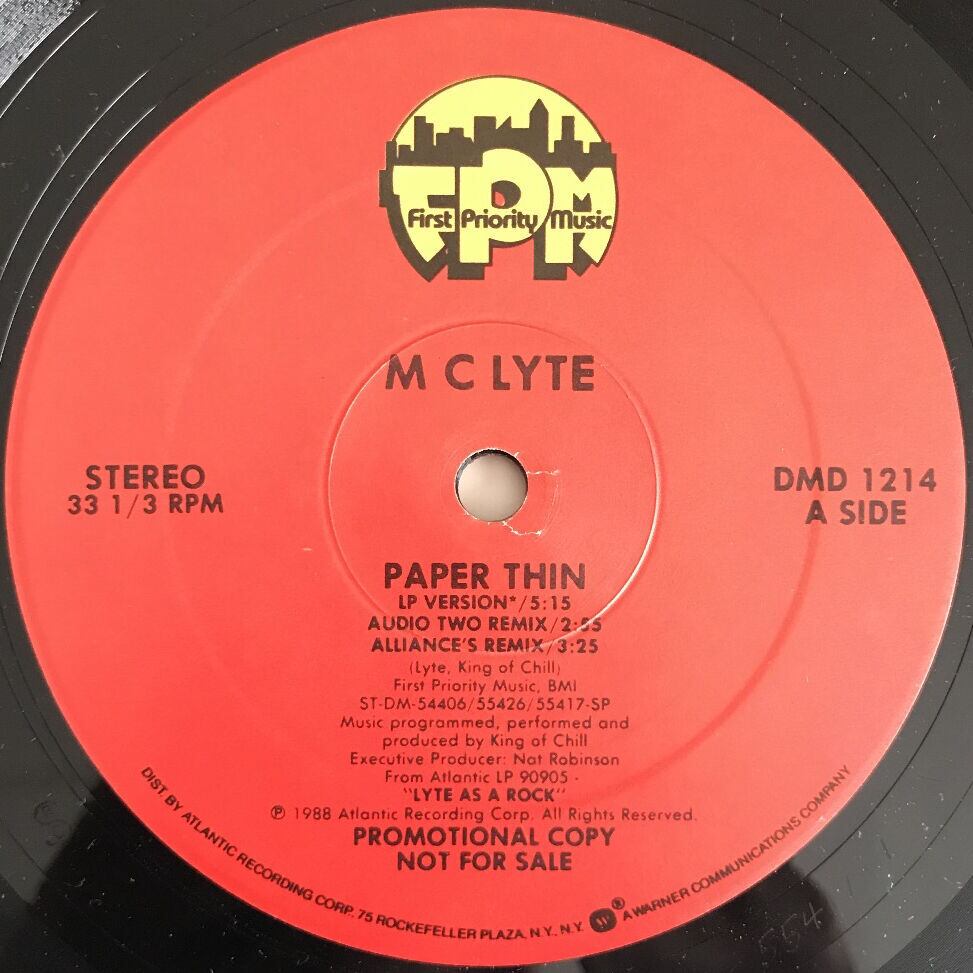 FPM
First Priority Music
M C LYTE
STEREO
33 1/3 RPM
DMD 1214
A SIDE
PAPER THIN
LP VERSION*/5:15
AUDIO TWO REMIX/2:55
ALLIANCE'S REMIX/3:25
(Lyte, King of Chill)
First Priority Music, BMI
ST-DM-54406/55426/55417-SP
Music programmed, performed and
produced by King of Chill
Executive Producer: Nat Robinson
From Atlantic LP 90905 -
"LYTE AS A ROCK"
℗ 1988 Atlantic Recording Corp. All Rights Reserved.
PROMOTIONAL COPY
NOT FOR SALE
DIST. BY ATLANTIC RECORDING CORP. 75 ROCKEFELLER PLAZA, N.Y., N.Y. ® A WARNER COMMUNICATIONS COMPANY